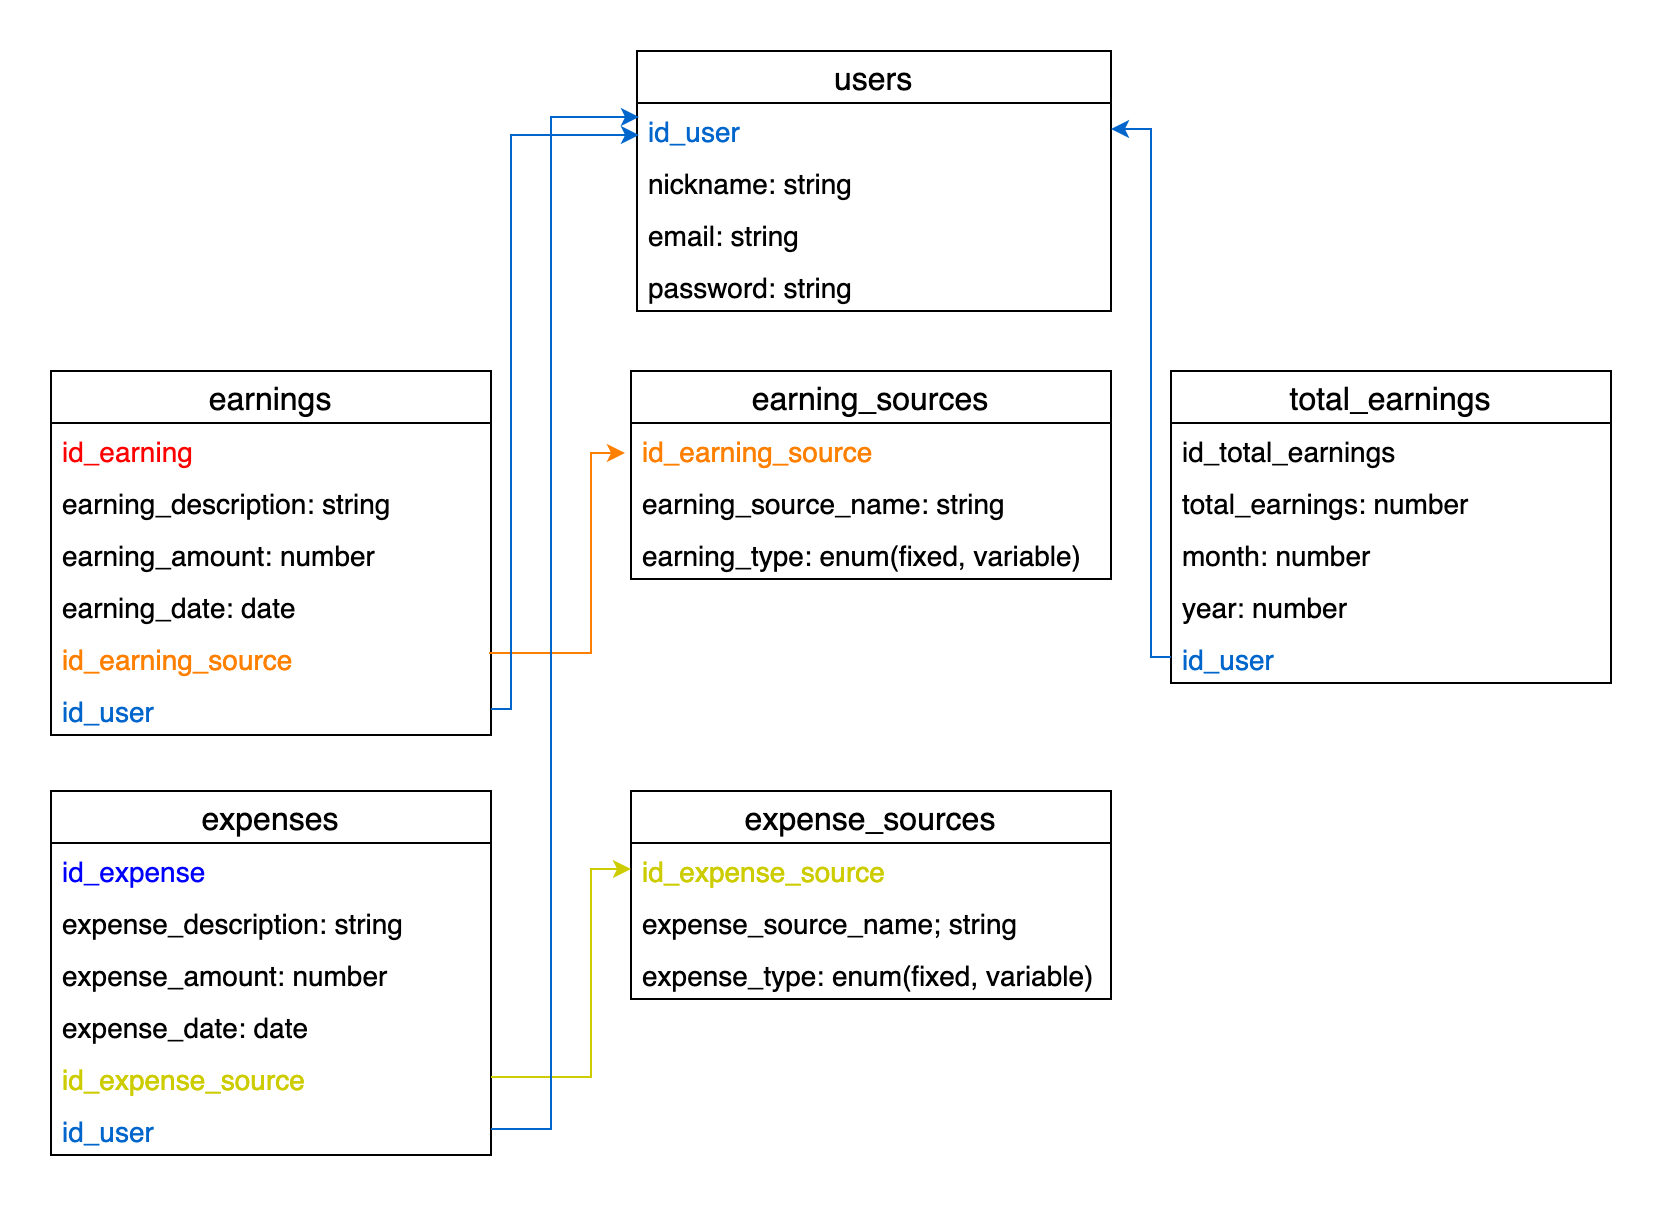 users
id_user
nickname: string
email: string
password: string
earnings
id_earning
earning_description: string
earning_amount: number
earning_date: date
id_earning_source
id_user
earning_sources
id_earning_source
earning_source_name: string
earning_type: enum(fixed, variable)
total_earnings
id_total_earnings
total_earnings: number
month: number
year: number
id_user
expenses
id_expense
expense_description: string
expense_amount: number
expense_date: date
id_expense_source
id_user
expense_sources
id_expense_source
expense_source_name; string
expense_type: enum(fixed, variable)